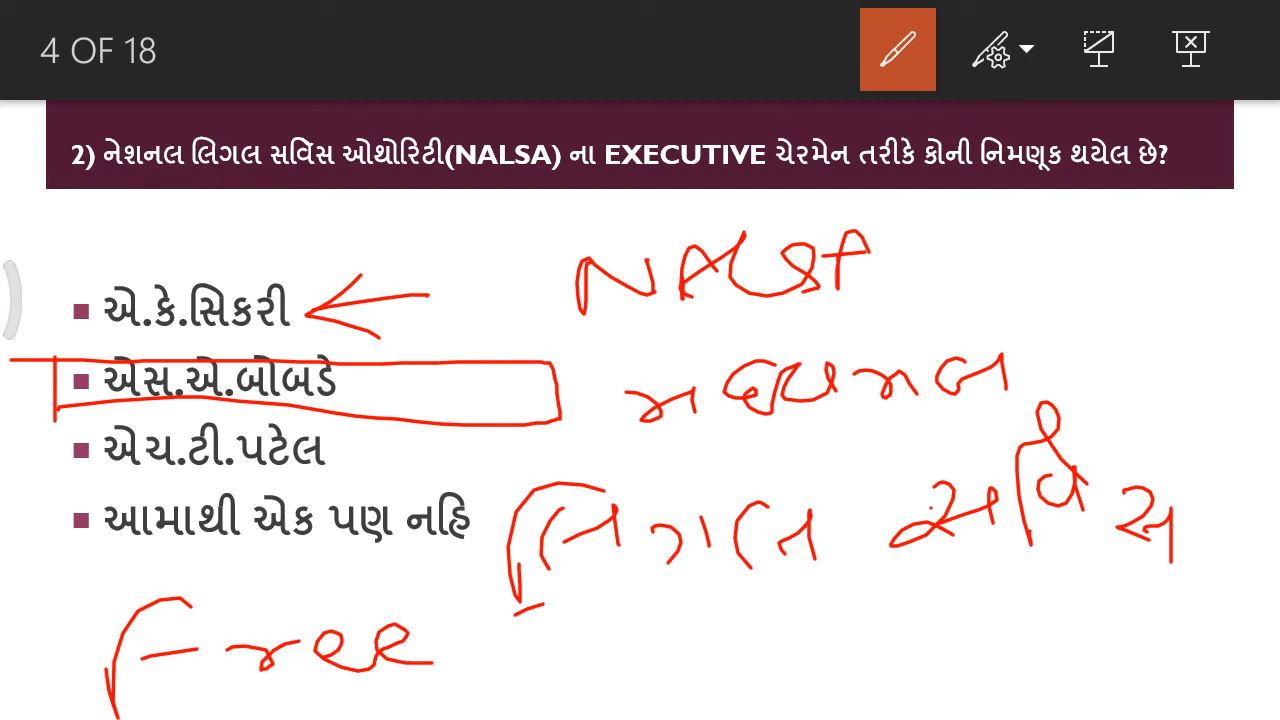 4 OF 18
2) નેશનલ લિગલ સર્વિસ ઓથોરિટી(NALSA) ના EXECUTIVE ચેરમેન તરીકે કોની નિમણૂક થયેલ છે?
એ.કે.સિકરી
એસ.એ.બોબડે
એચ.ટી.પટેલ
આમાથી એક પણ નહિ
NALSA
લિગલ સર્વિસ
Free